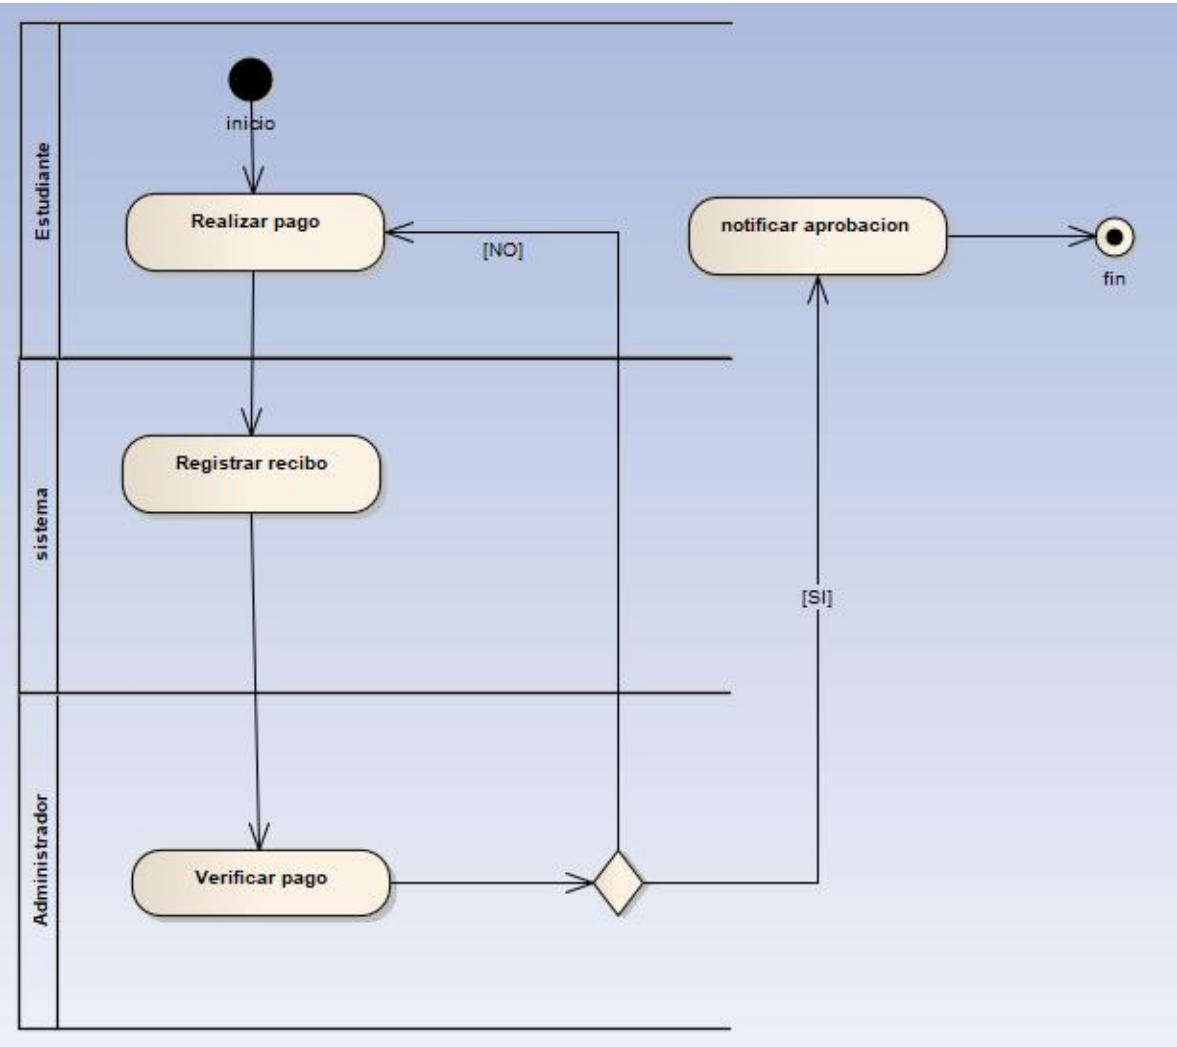 Estudiante
inicio
Realizar pago
[NO]
notificar aprobacion
fin
sistema
Registrar recibo
[SI]
Administrador
Verificar pago